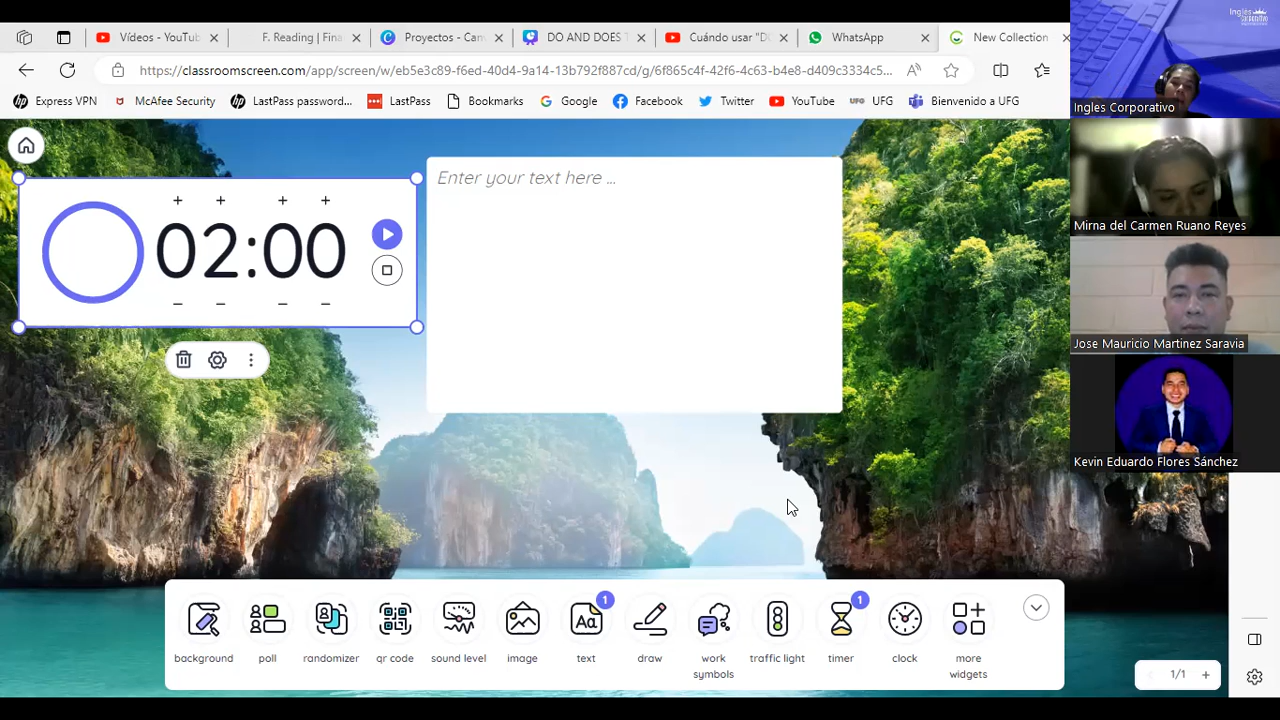 Vídeos - YouTub
F. Reading | Fina
Proyectos - Can
DO AND DOES T
Cuándo usar "D
WhatsApp
New Collection
https://classroomscreen.com/app/screen/w/eb5e3c89-f6ed-40d4-9a14-13b792f887cd/g/6f865c4f-42f6-4c63-b4e8-d409c3334c5...
Express VPN
McAfee Security
LastPass password...
LastPass
Bookmarks
Google
Facebook
Twitter
YouTube
UFG
Bienvenido a UFG
02:00
Enter your text here ...
background
poll
randomizer
qr code
sound level
image
1
text
draw
work
symbols
traffic light
1
timer
clock
more
widgets
1/1
Ingles Corporativo
Mirna del Carmen Ruano Reyes
Jose Mauricio Martinez Saravia
Kevin Eduardo Flores Sánchez